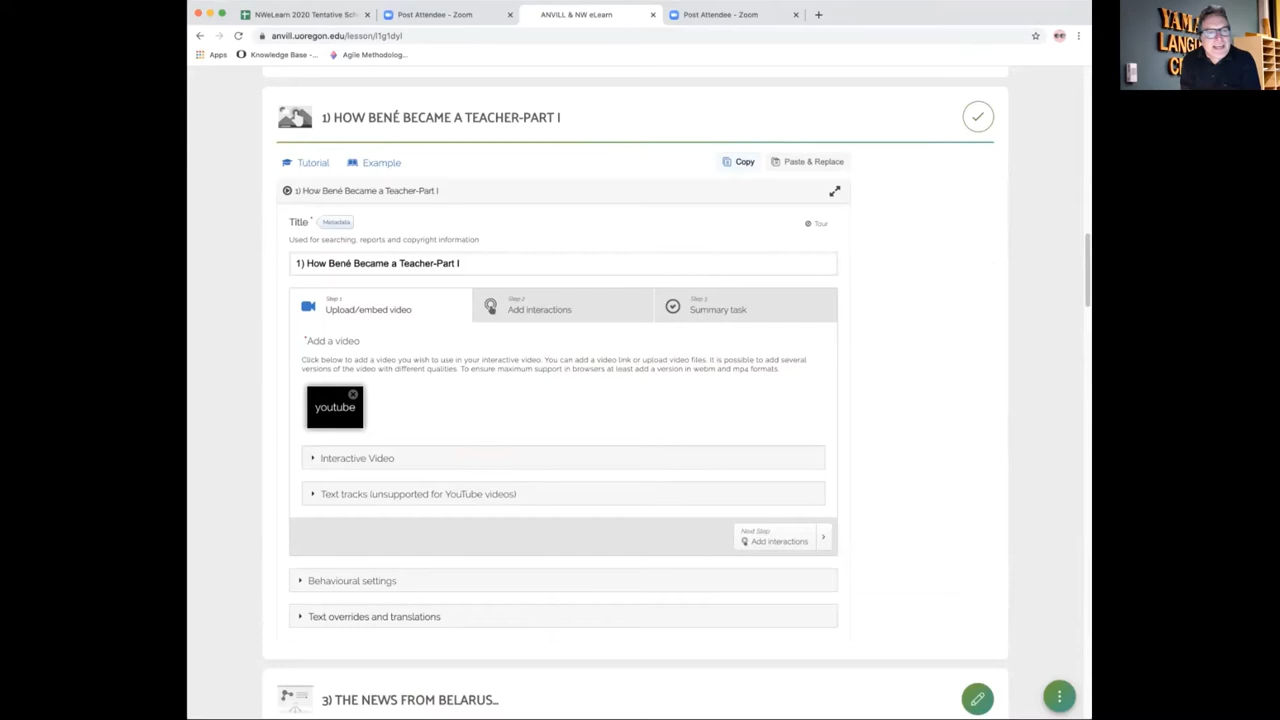 NWeLearn 2020 Tentative Sch
Post Attendee - Zoom
ANVILL & NW eLearn
Post Attendee - Zoom
anvill.uoregon.edu/lesson/l1g1dyl
Apps
Knowledge Base -...
Agile Methodolog...
1) HOW BENÉ BECAME A TEACHER-PART I
Tutorial
Example
Copy
Paste & Replace
1) How Bené Became a Teacher-Part I
Title *
Metadata
Tour
Used for searching, reports and copyright information
1) How Bené Became a Teacher-Part I
Step 1
Upload/embed video
Step 2
Add interactions
Step 3
Summary task
*Add a video
Click below to add a video you wish to use in your interactive video. You can add a video link or upload video files. It is possible to add several
versions of the video with different qualities. To ensure maximum support in browsers at least add a version in webm and mp4 formats.
youtube
Interactive Video
Text tracks (unsupported for YouTube videos)
Next Step
Add interactions
Behavioural settings
Text overrides and translations
3) THE NEWS FROM BELARUS...
YAMA
LANGU